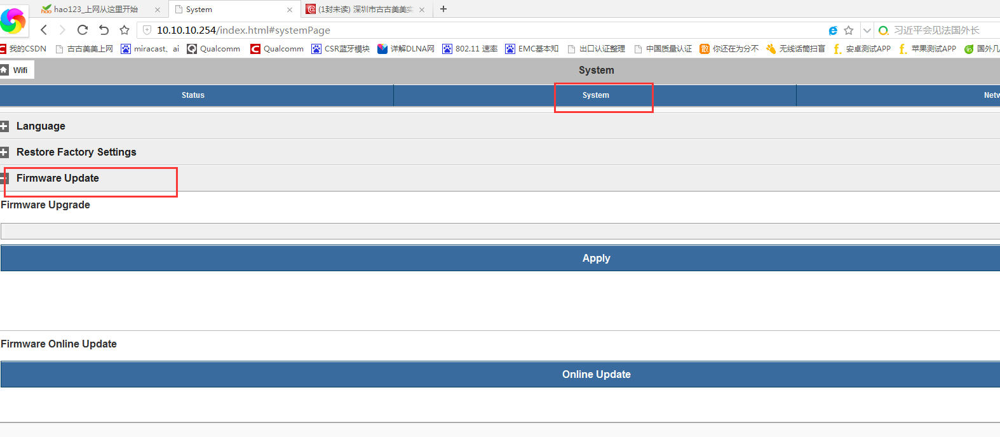 hao123_上网从这里开始
System
(1封未读) 深圳市古古美美实
10.10.10.254/index.html#systemPage
习近平会见法国外长
我的CSDN
古古美美上网
miracast、ai
Qualcomm
Qualcomm
CSR蓝牙模块
详解DLNA网
802.11 速率
EMC基本知
出口认证整理
中国质量认证
你还在为分不
无线话筒扫盲
安卓测试APP
苹果测试APP
国外几
Wifi
System
Status
System
Netw
Language
Restore Factory Settings
Firmware Update
Firmware Upgrade
Apply
Firmware Online Update
Online Update